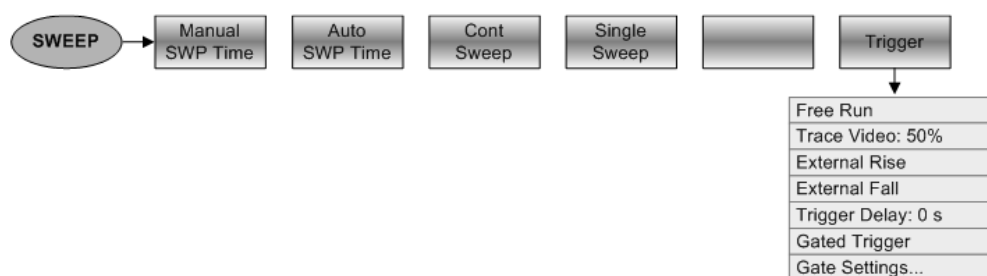 SWEEP
Manual
SWP Time
Auto
SWP Time
Cont
Sweep
Single
Sweep
Trigger
Free Run
Trace Video: 50%
External Rise
External Fall
Trigger Delay: 0 s
Gated Trigger
Gate Settings...